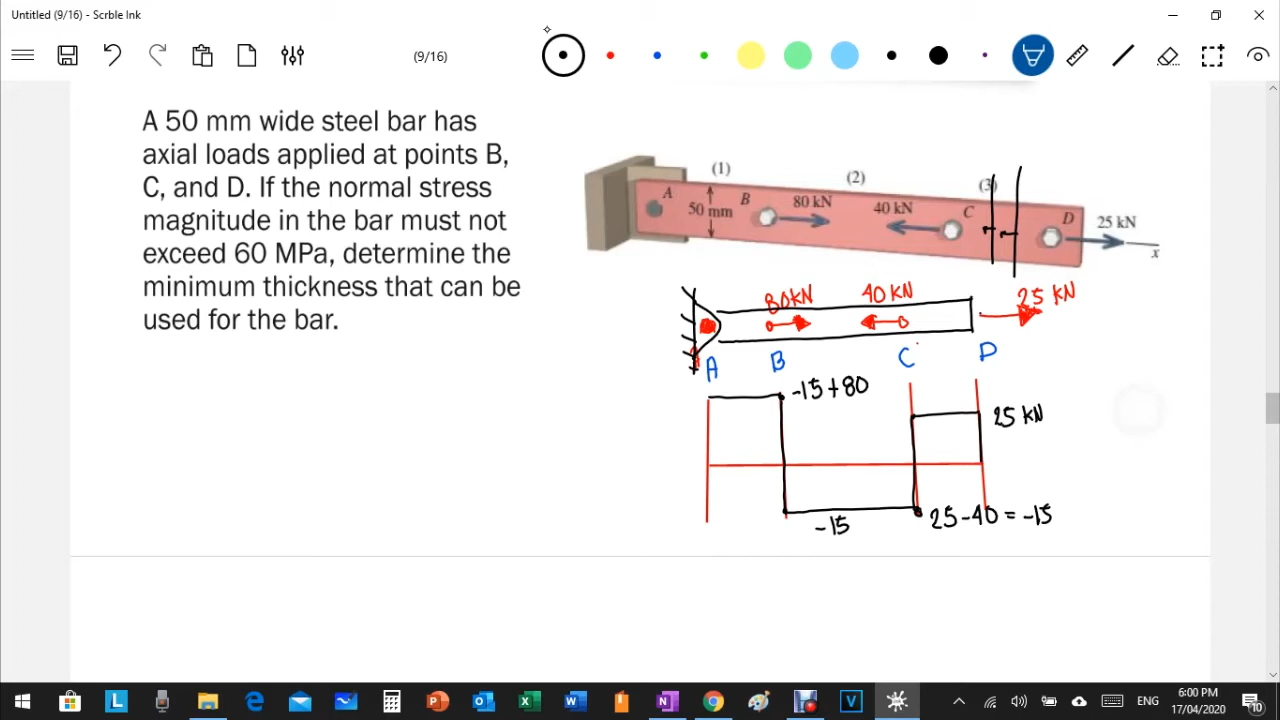 Untitled (9/16) - Scrble Ink
(9/16)
A 50 mm wide steel bar has
axial loads applied at points B,
C, and D. If the normal stress
magnitude in the bar must not
exceed 60 MPa, determine the
minimum thickness that can be
used for the bar.
(1)
(2)
(3)
A
50 mm
B
80 kN
40 kN
C
D
25 kN
x
80KN
40 KN
25 KN
A
B
C
D
-15+80
25 KN
-15
25-40 = -15
ENG
6:00 PM
17/04/2020
10